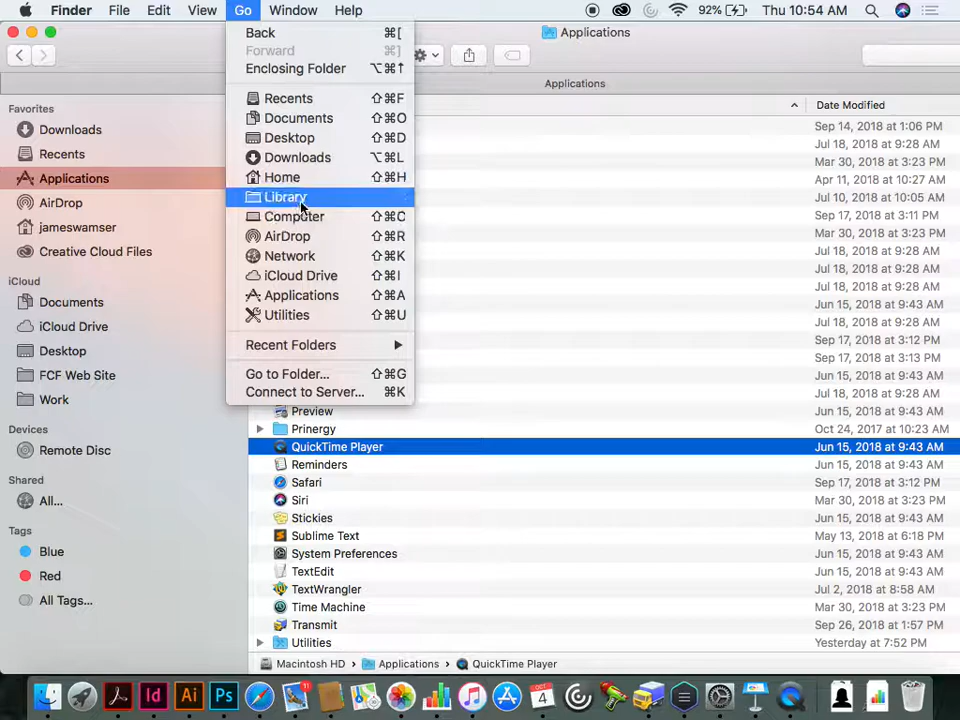 Finder File Edit View Go Window Help 92% Thu 10:54 AM
Applications
Applications
Back ⌘[
Forward ⌘]
Enclosing Folder ⌥⌘↑
Recents ⇧⌘F
Documents ⇧⌘O
Desktop ⇧⌘D
Downloads ⌥⌘L
Home ⇧⌘H
Library
Computer ⇧⌘C
AirDrop ⇧⌘R
Network ⇧⌘K
iCloud Drive ⇧⌘I
Applications ⇧⌘A
Utilities ⇧⌘U
Recent Folders
Go to Folder... ⇧⌘G
Connect to Server... ⌘K
Favorites
Downloads
Recents
Applications
AirDrop
jameswamser
Creative Cloud Files
iCloud
Documents
iCloud Drive
Desktop
FCF Web Site
Work
Devices
Remote Disc
Shared
All...
Tags
Blue
Red
All Tags...
Date Modified
Sep 14, 2018 at 1:06 PM
Jul 18, 2018 at 9:28 AM
Mar 30, 2018 at 3:23 PM
Apr 11, 2018 at 10:27 AM
Jul 18, 2018 at 9:28 AM
Sep 17, 2018 at 3:11 PM
Mar 30, 2018 at 3:23 PM
Jul 18, 2018 at 9:28 AM
Jul 18, 2018 at 9:28 AM
Jul 18, 2018 at 9:28 AM
Jun 15, 2018 at 9:43 AM
Jul 18, 2018 at 9:28 AM
Sep 17, 2018 at 3:12 PM
Sep 17, 2018 at 3:13 PM
Jun 15, 2018 at 9:43 AM
Jul 18, 2018 at 9:28 AM
Preview Jun 15, 2018 at 9:43 AM
Prinergy Oct 24, 2017 at 10:23 AM
QuickTime Player Jun 15, 2018 at 9:43 AM
Reminders Jun 15, 2018 at 9:43 AM
Safari Sep 17, 2018 at 3:12 PM
Siri Mar 30, 2018 at 3:23 PM
Stickies Jun 15, 2018 at 9:43 AM
Sublime Text May 13, 2018 at 6:18 PM
System Preferences Jun 15, 2018 at 9:43 AM
TextEdit Jun 15, 2018 at 9:43 AM
TextWrangler Jul 2, 2018 at 8:58 AM
Time Machine Mar 30, 2018 at 3:23 PM
Transmit Sep 26, 2018 at 1:57 PM
Utilities Yesterday at 7:52 PM
Macintosh HD Applications QuickTime Player
Id Ai Ps 11 4